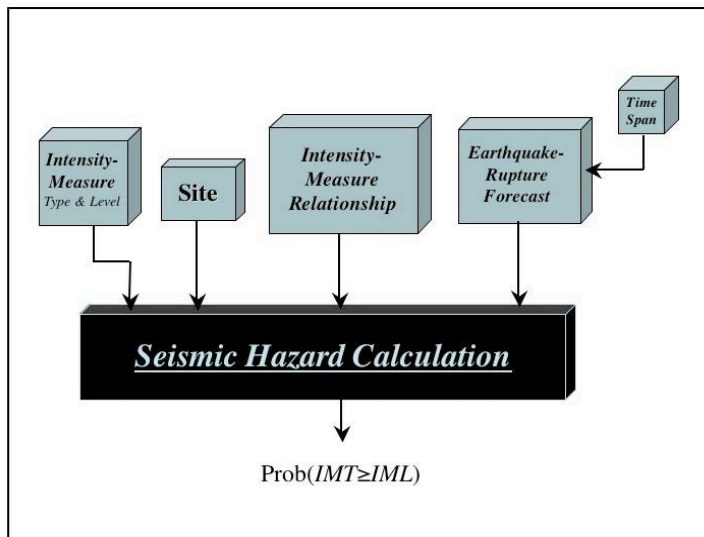 Intensity-
Measure
Type & Level
Site
Intensity-
Measure
Relationship
Earthquake-
Rupture
Forecast
Time
Span
Seismic Hazard Calculation
Prob(IMT≥IML)